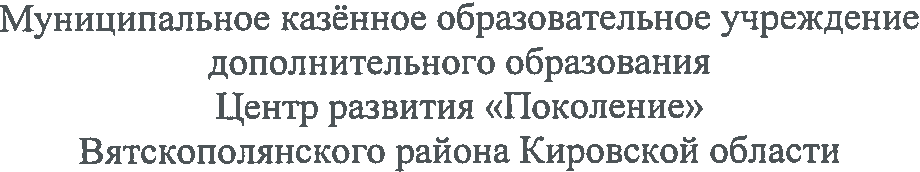 Муниципальное казённое образовательное учреждение
дополнительного образования
Центр развития «Поколение»
Вятскополянского района Кировской области